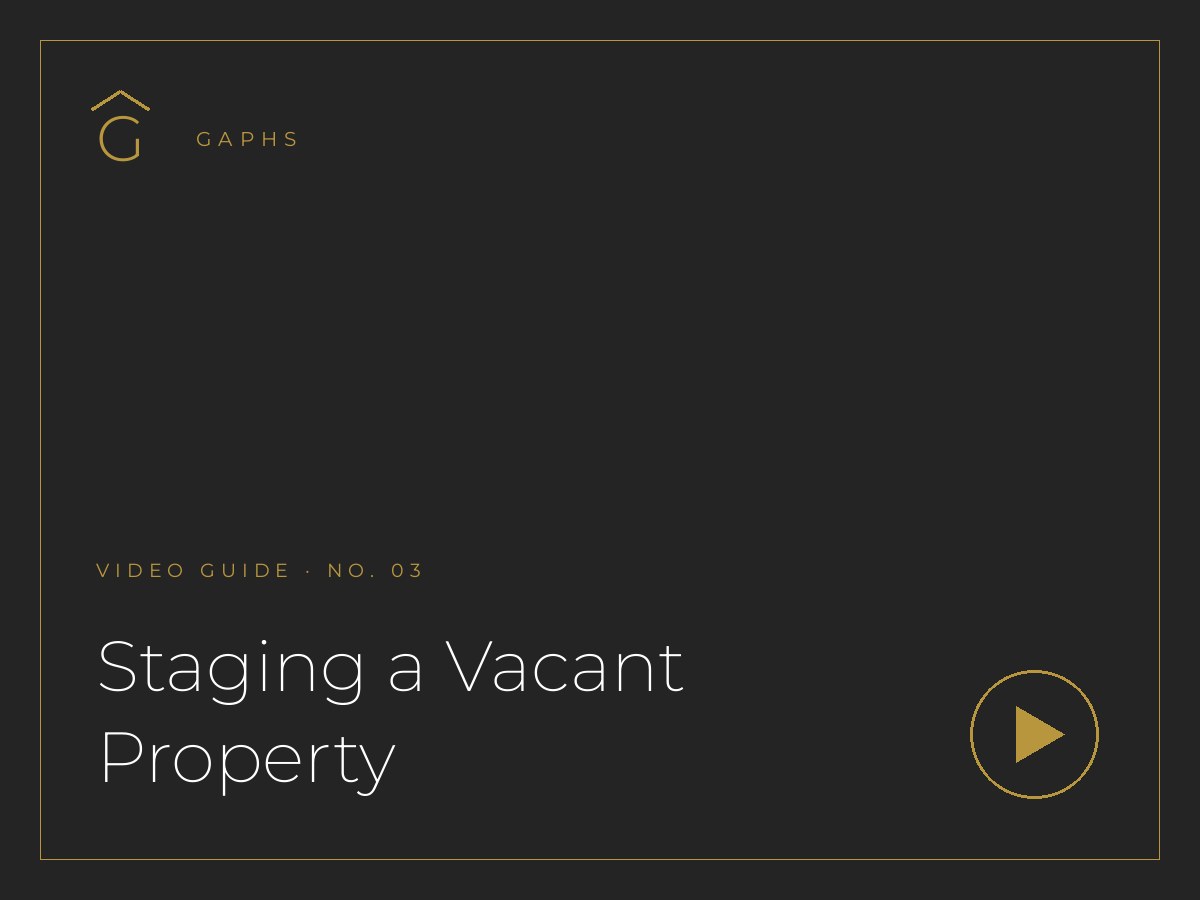 G
GAPHS
VIDEO GUIDE · NO. 03
Staging a Vacant
Property